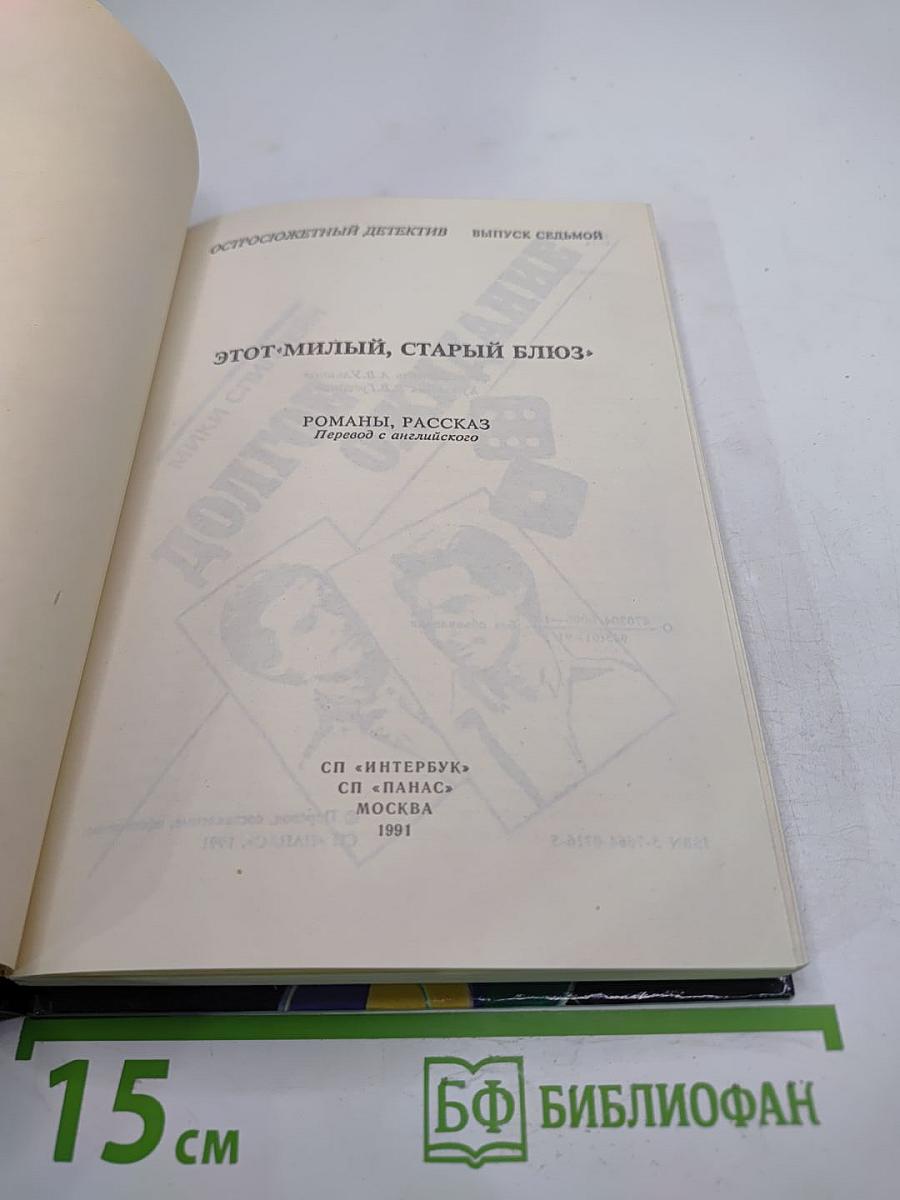 ОСТРОСЮЖЕТНЫЙ ДЕТЕКТИВ ВЫПУСК СЕДЬМОЙ
ЭТОТ «МИЛЫЙ, СТАРЫЙ БЛЮЗ»
РОМАНЫ, РАССКАЗ
Перевод с английского
СП «ИНТЕРБУК»
СП «ПАНАС»
МОСКВА
1991
15 см
БФ БИБЛИОФАН